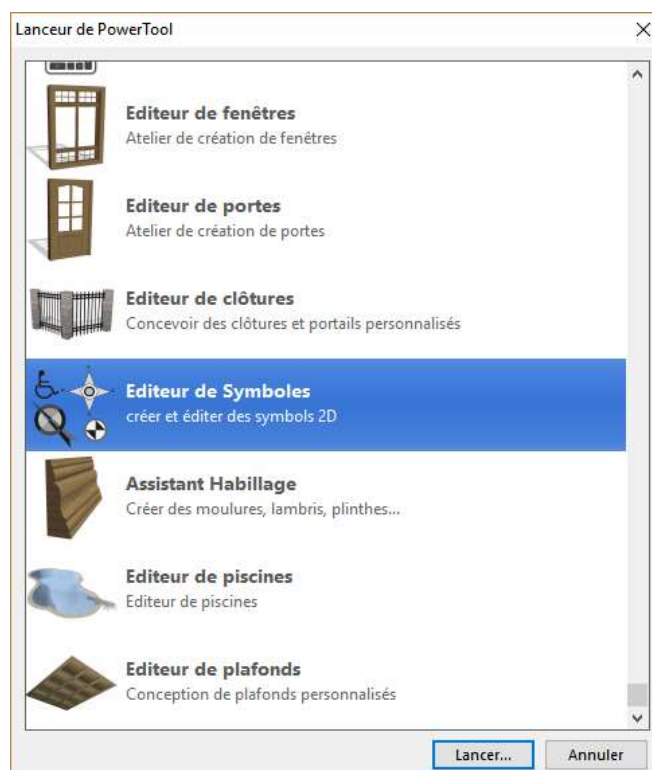 Lanceur de PowerTool
Editeur de fenêtres
Atelier de création de fenêtres
Editeur de portes
Atelier de création de portes
Editeur de clôtures
Concevoir des clôtures et portails personnalisés
Editeur de Symboles
créer et éditer des symbols 2D
Assistant Habillage
Créer des moulures, lambris, plinthes...
Editeur de piscines
Editeur de piscines
Editeur de plafonds
Conception de plafonds personnalisés
Lancer...
Annuler